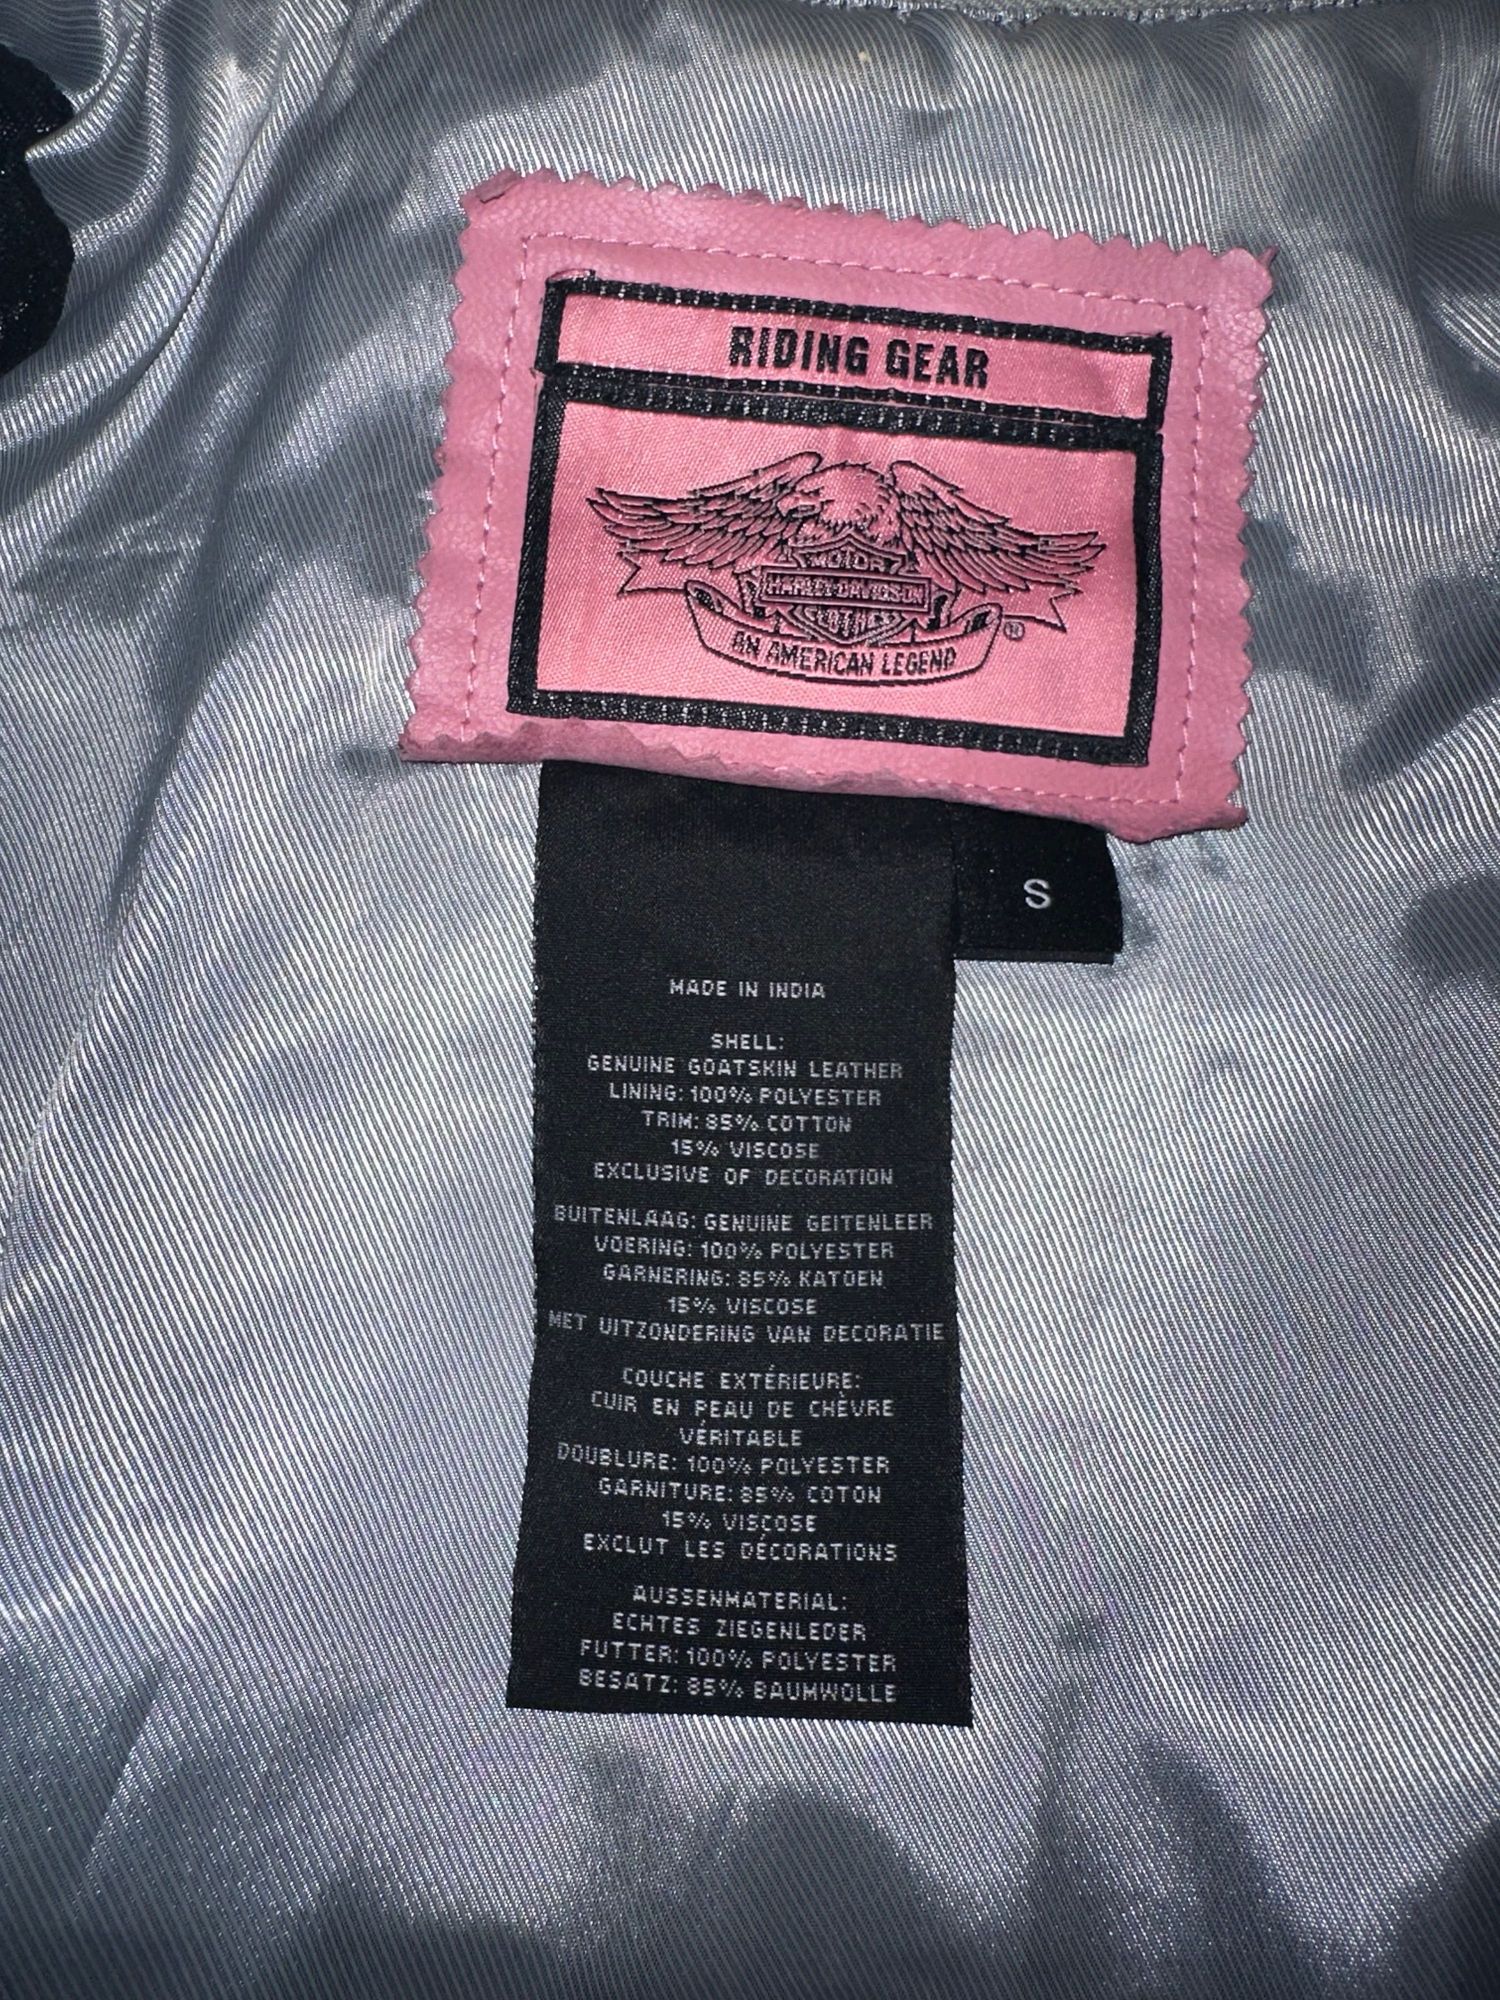 RIDING GEAR
MOTOR
HARLEY-DAVIDSON
CLOTHES
AN AMERICAN LEGEND
®
S
MADE IN INDIA
SHELL:
GENUINE GOATSKIN LEATHER
LINING: 100% POLYESTER
TRIM: 85% COTTON
15% VISCOSE
EXCLUSIVE OF DECORATION
BUITENLAAG: GENUINE GEITENLEER
VOERING: 100% POLYESTER
GARNERING: 85% KATOEN
15% VISCOSE
MET UITZONDERING VAN DECORATIE
COUCHE EXTÉRIEURE:
CUIR EN PEAU DE CHÈVRE
VÉRITABLE
DOUBLURE: 100% POLYESTER
GARNITURE: 85% COTON
15% VISCOSE
EXCLUT LES DÉCORATIONS
AUSSENMATERIAL:
ECHTES ZIEGENLEDER
FUTTER: 100% POLYESTER
BESATZ: 85% BAUMWOLLE